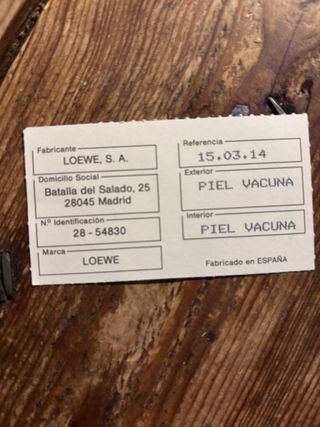 Fabricante
LOEWE, S. A.
Domicilio Social
Batalla del Salado, 25
28045 Madrid
N.º Identificación
28 - 54830
Marca
LOEWE
Referencia
15.03.14
Exterior
PIEL VACUNA
Interior
PIEL VACUNA
Fabricado en ESPAÑA